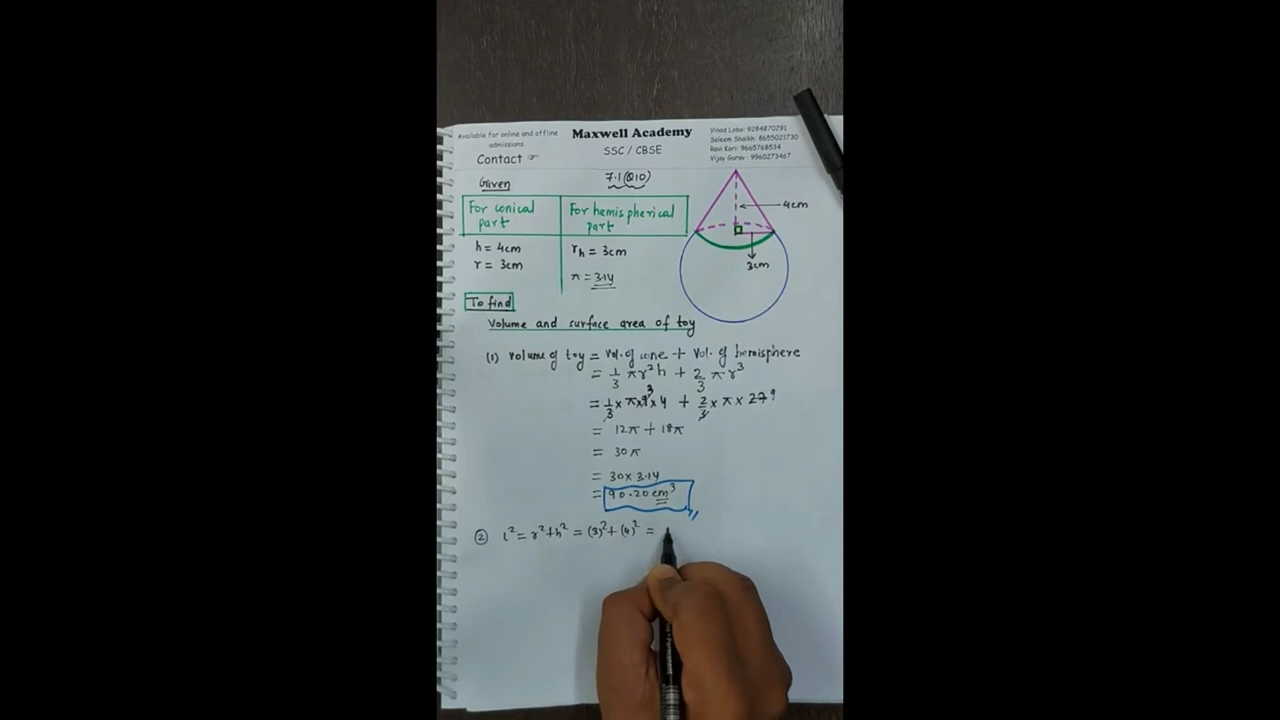 Available for online and offline
admissions.
Contact ☞
Maxwell Academy
SSC / CBSE
Vinod Lobo: 9284870291
Saleem Shaikh: 8655021730
Ravi Kori: 9665768534
Vijay Gurav : 9960273467
Given
7.1(Q10)
For conical
part
For hemispherical
part
h = 4cm
r = 3cm
r_h = 3cm
π = 3.14
4cm
3cm
To find
Volume and surface area of toy
(1) Volume of toy = Vol. of cone + Vol. of hemisphere
= 1/3 πr²h + 2/3 πr³
= 1/3 × π × 9 3 × 4 + 2/3 × π × 27 9
= 12π + 18π
= 30π
= 30 × 3.14
= 90.20 cm³
② l² = r² + h² = (3)² + (4)² =